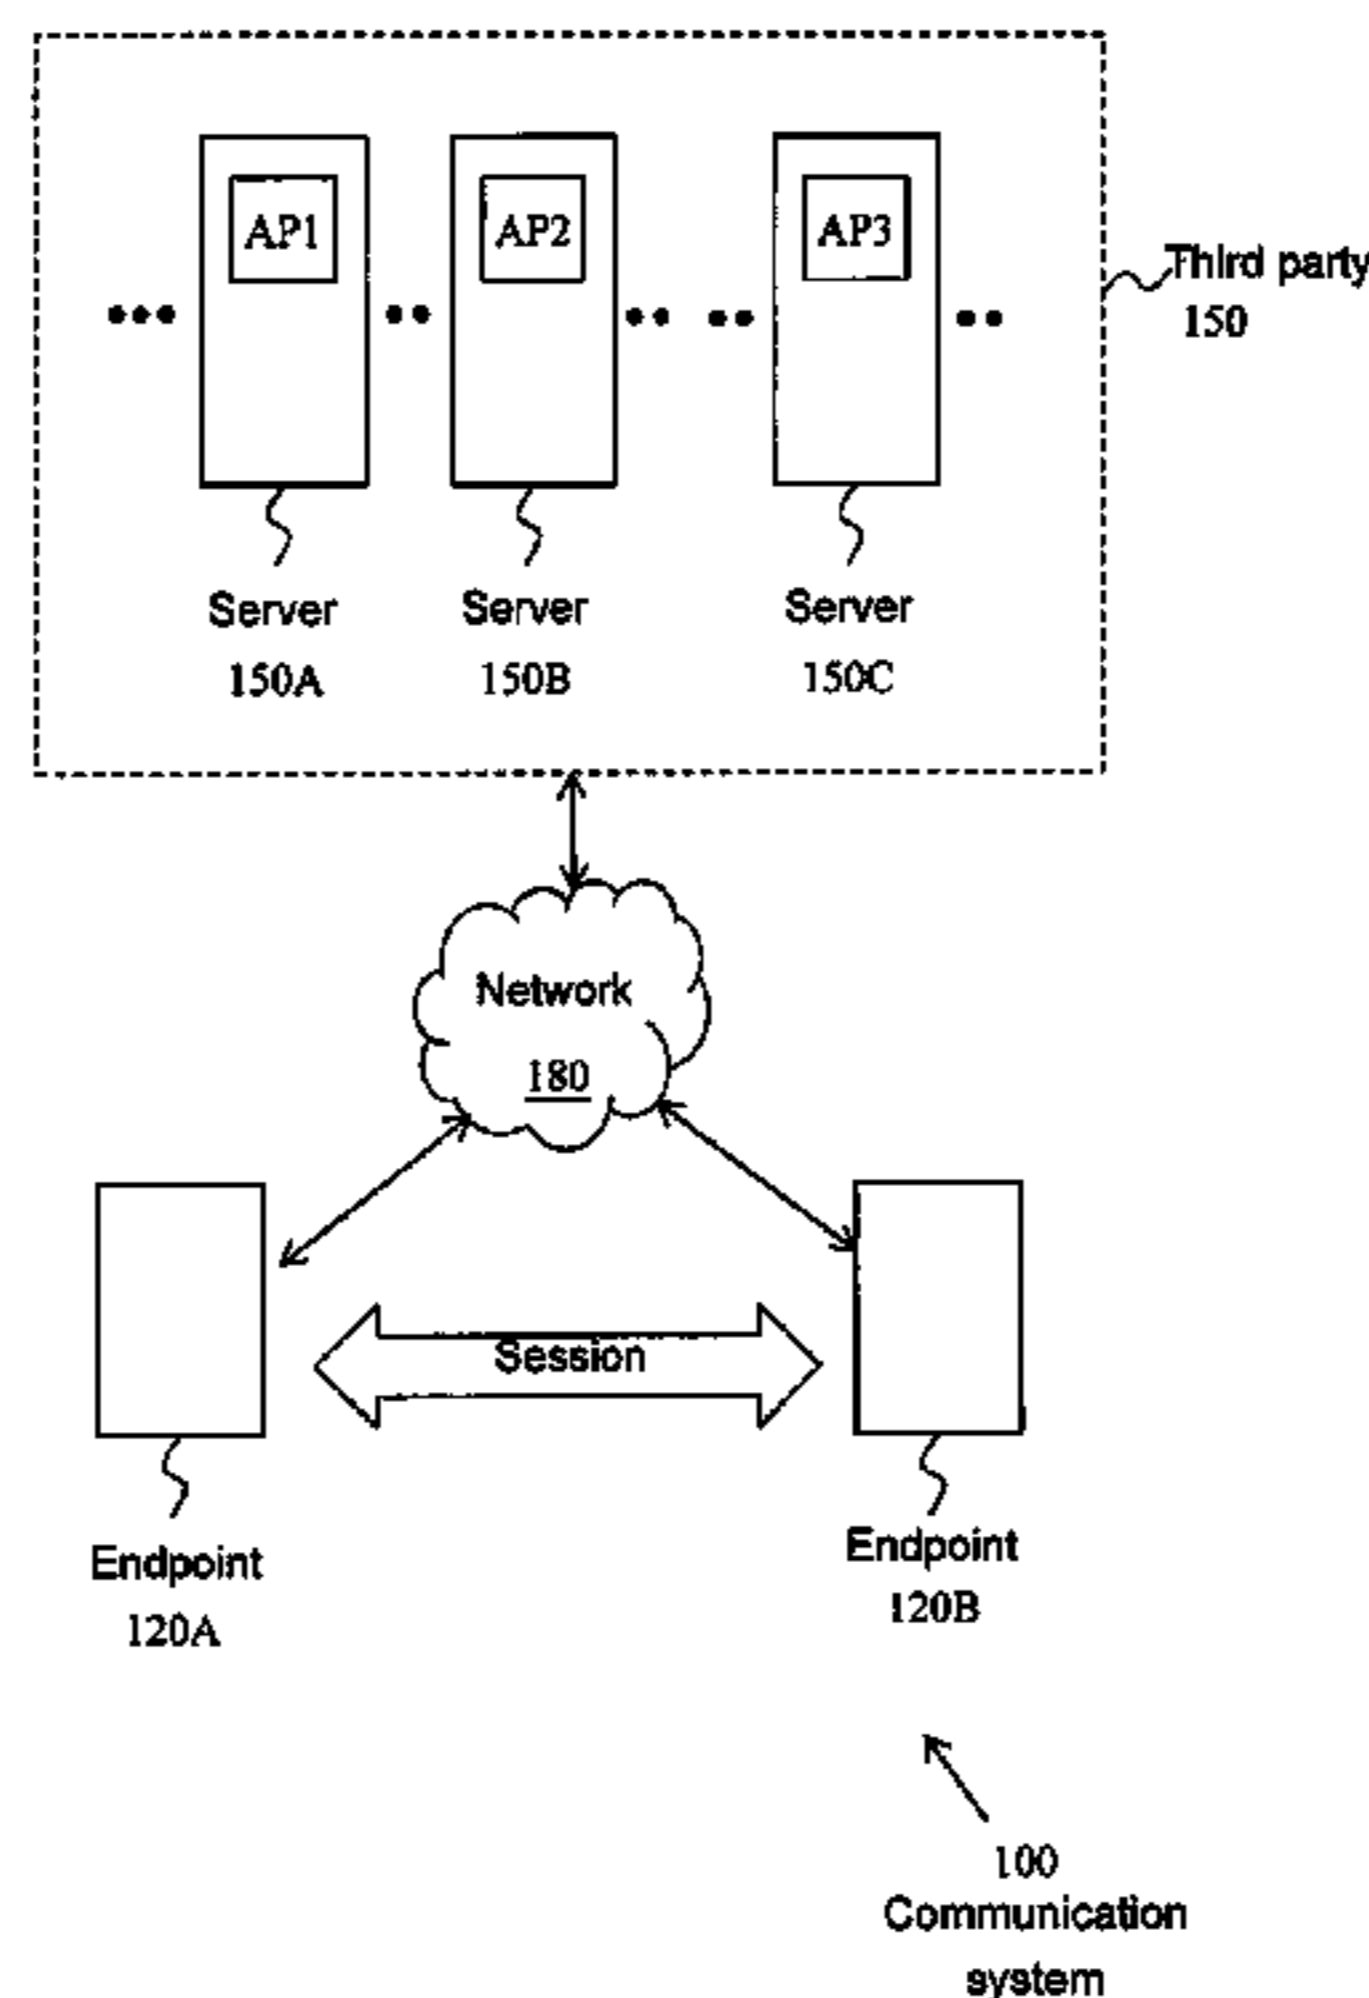 AP1
AP2
AP3
Third party
150
Server
150A
Server
150B
Server
150C
Network
180
Session
Endpoint
120A
Endpoint
120B
100
Communication
system